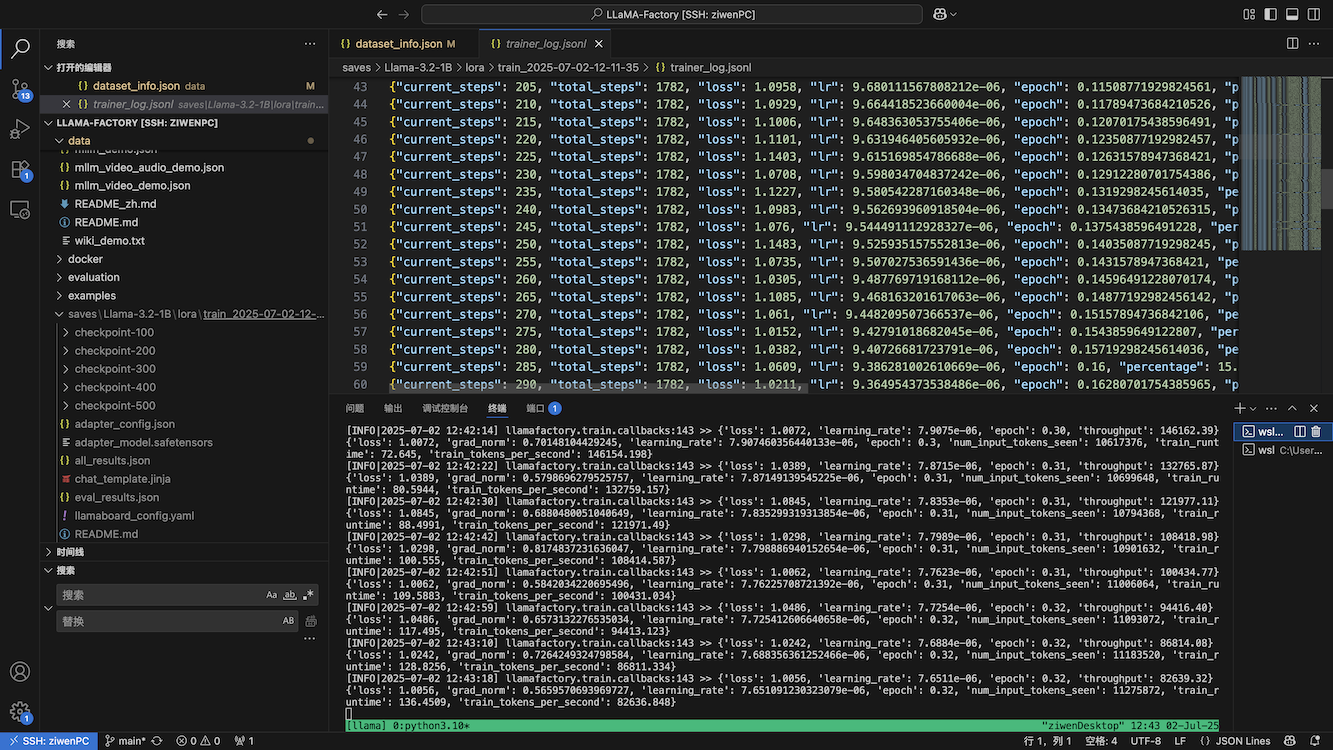 LLaMA-Factory [SSH: ziwenPC]
搜索
打开的编辑器
dataset_info.json data M
trainer_log.jsonl saves\Llama-3.2-1B\lora\train...
LLAMA-FACTORY [SSH: ZIWENPC]
data
mllm_demo.json
mllm_video_audio_demo.json
mllm_video_demo.json
README_zh.md
README.md
wiki_demo.txt
docker
evaluation
examples
saves\Llama-3.2-1B\lora\train_2025-07-02-12-...
checkpoint-100
checkpoint-200
checkpoint-300
checkpoint-400
checkpoint-500
adapter_config.json
adapter_model.safetensors
all_results.json
chat_template.jinja
eval_results.json
llamaboard_config.yaml
README.md
时间线
搜索
搜索 Aa ab .*
替换 AB
13
1
1
dataset_info.json M
trainer_log.jsonl
saves > Llama-3.2-1B > lora > train_2025-07-02-12-11-35 > {} trainer_log.jsonl
43 {"current_steps": 205, "total_steps": 1782, "loss": 1.0958, "lr": 9.680111567808212e-06, "epoch": 0.11508771929824561, "p
44 {"current_steps": 210, "total_steps": 1782, "loss": 1.0929, "lr": 9.664418523660004e-06, "epoch": 0.11789473684210526, "p
45 {"current_steps": 215, "total_steps": 1782, "loss": 1.1006, "lr": 9.648363053755406e-06, "epoch": 0.12070175438596491, "p
46 {"current_steps": 220, "total_steps": 1782, "loss": 1.1101, "lr": 9.631946405605932e-06, "epoch": 0.12350877192982457, "p
47 {"current_steps": 225, "total_steps": 1782, "loss": 1.1403, "lr": 9.615169854786688e-06, "epoch": 0.12631578947368421, "p
48 {"current_steps": 230, "total_steps": 1782, "loss": 1.0708, "lr": 9.598034704837242e-06, "epoch": 0.12912280701754386, "p
49 {"current_steps": 235, "total_steps": 1782, "loss": 1.1227, "lr": 9.580542287160348e-06, "epoch": 0.1319298245614035, "pe
50 {"current_steps": 240, "total_steps": 1782, "loss": 1.0983, "lr": 9.562693960918504e-06, "epoch": 0.13473684210526315, "p
51 {"current_steps": 245, "total_steps": 1782, "loss": 1.076, "lr": 9.544491112928327e-06, "epoch": 0.1375438596491228, "per
52 {"current_steps": 250, "total_steps": 1782, "loss": 1.1483, "lr": 9.525935157552813e-06, "epoch": 0.14035087719298245, "p
53 {"current_steps": 255, "total_steps": 1782, "loss": 1.0735, "lr": 9.507027536591436e-06, "epoch": 0.1431578947368421, "pe
54 {"current_steps": 260, "total_steps": 1782, "loss": 1.0305, "lr": 9.487769719168112e-06, "epoch": 0.14596491228070174, "p
55 {"current_steps": 265, "total_steps": 1782, "loss": 1.1085, "lr": 9.468163201617063e-06, "epoch": 0.14877192982456142, "p
56 {"current_steps": 270, "total_steps": 1782, "loss": 1.061, "lr": 9.448209507366537e-06, "epoch": 0.15157894736842106, "p
57 {"current_steps": 275, "total_steps": 1782, "loss": 1.0152, "lr": 9.42791018682045e-06, "epoch": 0.1543859649122807, "per
58 {"current_steps": 280, "total_steps": 1782, "loss": 1.0382, "lr": 9.40726681723791e-06, "epoch": 0.15719298245614036, "pe
59 {"current_steps": 285, "total_steps": 1782, "loss": 1.0609, "lr": 9.386281002610669e-06, "epoch": 0.16, "percentage": 15.
60 {"current_steps": 290, "total_steps": 1782, "loss": 1.0211, "lr": 9.364954373538486e-06, "epoch": 0.16280701754385965, "p
问题 输出 调试控制台 终端 端口 1
[INFO|2025-07-02 12:42:14] llamafactory.train.callbacks:143 >> {'loss': 1.0072, 'learning_rate': 7.9075e-06, 'epoch': 0.30, 'throughput': 146162.39}
{'loss': 1.0072, 'grad_norm': 0.70148104429245, 'learning_rate': 7.907460356440133e-06, 'epoch': 0.3, 'num_input_tokens_seen': 10617376, 'train_runt
ime': 72.645, 'train_tokens_per_second': 146154.198}
[INFO|2025-07-02 12:42:22] llamafactory.train.callbacks:143 >> {'loss': 1.0389, 'learning_rate': 7.8715e-06, 'epoch': 0.31, 'throughput': 132765.87}
{'loss': 1.0389, 'grad_norm': 0.5798696279525757, 'learning_rate': 7.87149139545225e-06, 'epoch': 0.31, 'num_input_tokens_seen': 10699648, 'train_ru
ntime': 80.5944, 'train_tokens_per_second': 132759.157}
[INFO|2025-07-02 12:42:30] llamafactory.train.callbacks:143 >> {'loss': 1.0845, 'learning_rate': 7.8353e-06, 'epoch': 0.31, 'throughput': 121977.11}
{'loss': 1.0845, 'grad_norm': 0.6880480051040649, 'learning_rate': 7.835299319313854e-06, 'epoch': 0.31, 'num_input_tokens_seen': 10794368, 'train_r
untime': 88.4991, 'train_tokens_per_second': 121971.49}
[INFO|2025-07-02 12:42:42] llamafactory.train.callbacks:143 >> {'loss': 1.0298, 'learning_rate': 7.7989e-06, 'epoch': 0.31, 'throughput': 108418.98}
{'loss': 1.0298, 'grad_norm': 0.8174837231636047, 'learning_rate': 7.798886940152654e-06, 'epoch': 0.31, 'num_input_tokens_seen': 10901632, 'train_r
untime': 100.555, 'train_tokens_per_second': 108414.587}
[INFO|2025-07-02 12:42:51] llamafactory.train.callbacks:143 >> {'loss': 1.0062, 'learning_rate': 7.7623e-06, 'epoch': 0.31, 'throughput': 100434.77}
{'loss': 1.0062, 'grad_norm': 0.5842034220695496, 'learning_rate': 7.76225708721392e-06, 'epoch': 0.31, 'num_input_tokens_seen': 11006064, 'train_ru
ntime': 109.5883, 'train_tokens_per_second': 100431.034}
[INFO|2025-07-02 12:42:59] llamafactory.train.callbacks:143 >> {'loss': 1.0486, 'learning_rate': 7.7254e-06, 'epoch': 0.32, 'throughput': 94416.40}
{'loss': 1.0486, 'grad_norm': 0.6573132276535034, 'learning_rate': 7.725412606640658e-06, 'epoch': 0.32, 'num_input_tokens_seen': 11093072, 'train_r
untime': 117.495, 'train_tokens_per_second': 94413.123}
[INFO|2025-07-02 12:43:10] llamafactory.train.callbacks:143 >> {'loss': 1.0242, 'learning_rate': 7.6884e-06, 'epoch': 0.32, 'throughput': 86814.08}
{'loss': 1.0242, 'grad_norm': 0.7264249324798584, 'learning_rate': 7.688356361252466e-06, 'epoch': 0.32, 'num_input_tokens_seen': 11183520, 'train_r
untime': 128.8256, 'train_tokens_per_second': 86811.334}
[INFO|2025-07-02 12:43:18] llamafactory.train.callbacks:143 >> {'loss': 1.0056, 'learning_rate': 7.6511e-06, 'epoch': 0.32, 'throughput': 82639.32}
{'loss': 1.0056, 'grad_norm': 0.5659570693969727, 'learning_rate': 7.651091230323079e-06, 'epoch': 0.32, 'num_input_tokens_seen': 11275872, 'train_r
untime': 136.4509, 'train_tokens_per_second': 82636.848}
[llama] 0:python3.10* "ziwenDesktop" 12:43 02-Jul-25
wsl...
wsl C:\User...
SSH: ziwenPC main* 0 0 1 行 1, 列 1 空格: 4 UTF-8 LF {} JSON Lines